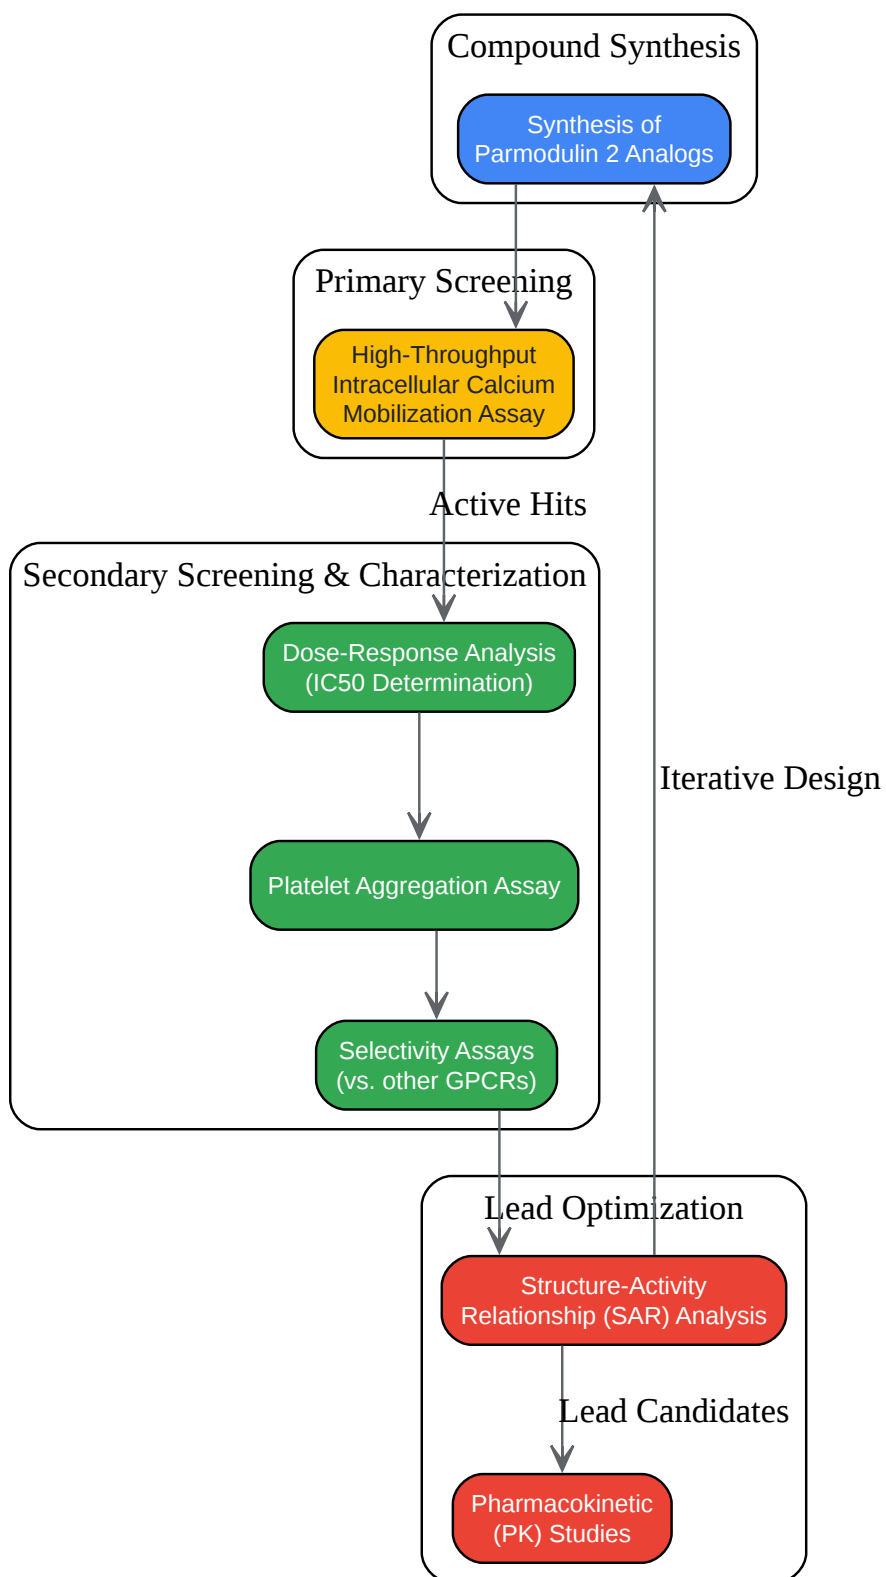 Compound Synthesis
Synthesis of
Parmodulin 2 Analogs
Primary Screening
High-Throughput
Intracellular Calcium
Mobilization Assay
Active Hits
Secondary Screening & Characterization
Dose-Response Analysis
(IC50 Determination)
Iterative Design
Platelet Aggregation Assay
Selectivity Assays
(vs. other GPCRs)
Lead Optimization
Structure-Activity
Relationship (SAR) Analysis
Lead Candidates
Pharmacokinetic
(PK) Studies